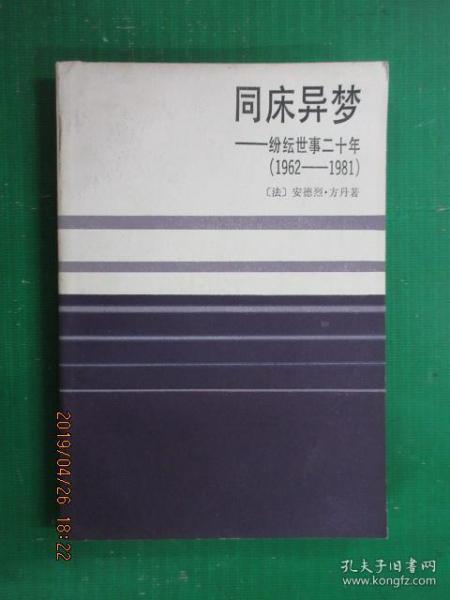 同床异梦
——纷纭世事二十年
(1962——1981)
〔法〕安德烈·方丹著
2019/04/26 18:22
孔夫子旧书网
www.kongfz.com